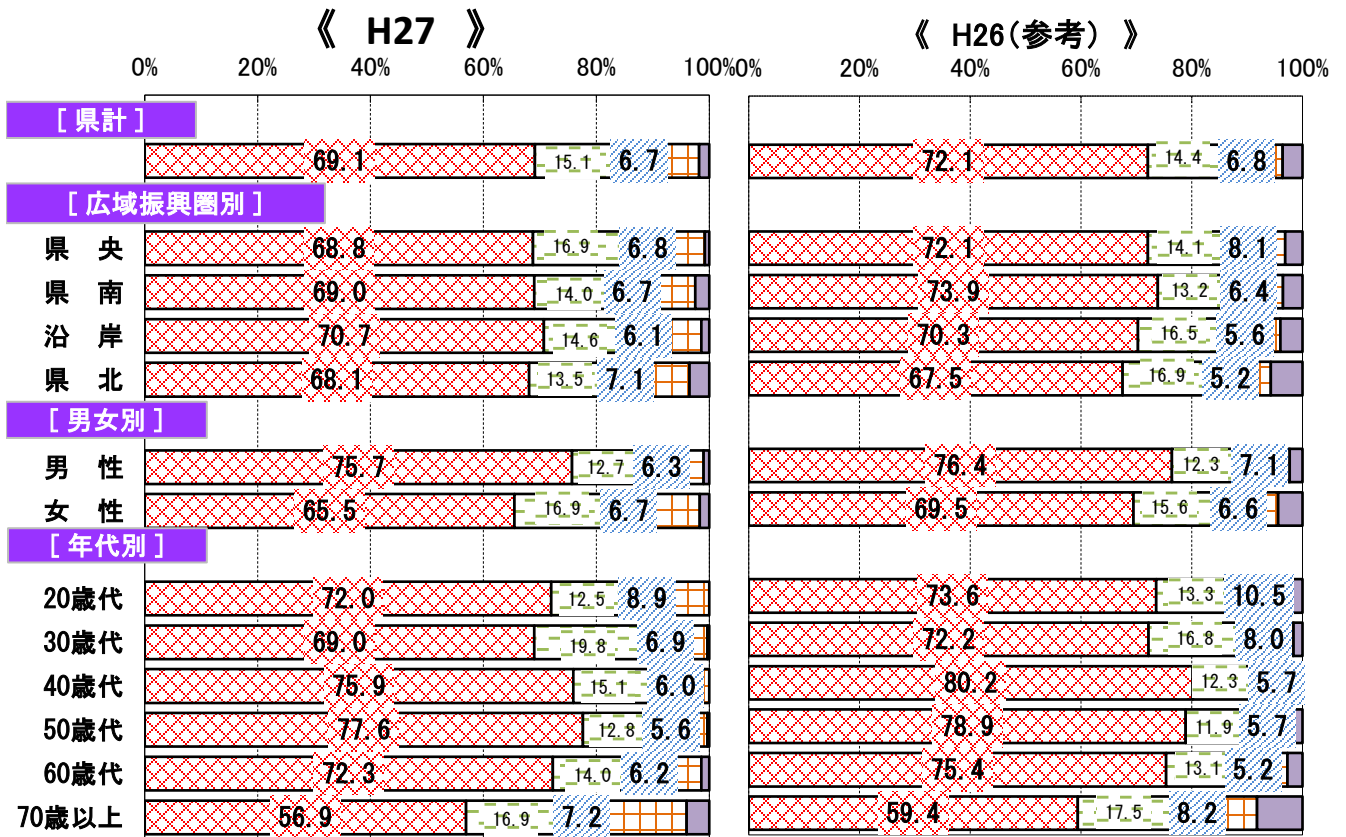 《 H27 》 《 H26(参考) 》
0% 20% 40% 60% 80% 100% 0% 20% 40% 60% 80% 100%
[ 県計 ]
69.1 15.1 6.7 72.1 14.4 6.8
[ 広域振興圏別 ]
県 央 68.8 16.9 6.8 72.1 14.1 8.1
県 南 69.0 14.0 6.7 73.9 13.2 6.4
沿 岸 70.7 14.6 6.1 70.3 16.5 5.6
県 北 68.1 13.5 7.1 67.5 16.9 5.2
[ 男女別 ]
男 性 75.7 12.7 6.3 76.4 12.3 7.1
女 性 65.5 16.9 6.7 69.5 15.6 6.6
[ 年代別 ]
20歳代 72.0 12.5 8.9 73.6 13.3 10.5
30歳代 69.0 19.8 6.9 72.2 16.8 8.0
40歳代 75.9 15.1 6.0 80.2 12.3 5.7
50歳代 77.6 12.8 5.6 78.9 11.9 5.7
60歳代 72.3 14.0 6.2 75.4 13.1 5.2
70歳以上 56.9 16.9 7.2 59.4 17.5 8.2